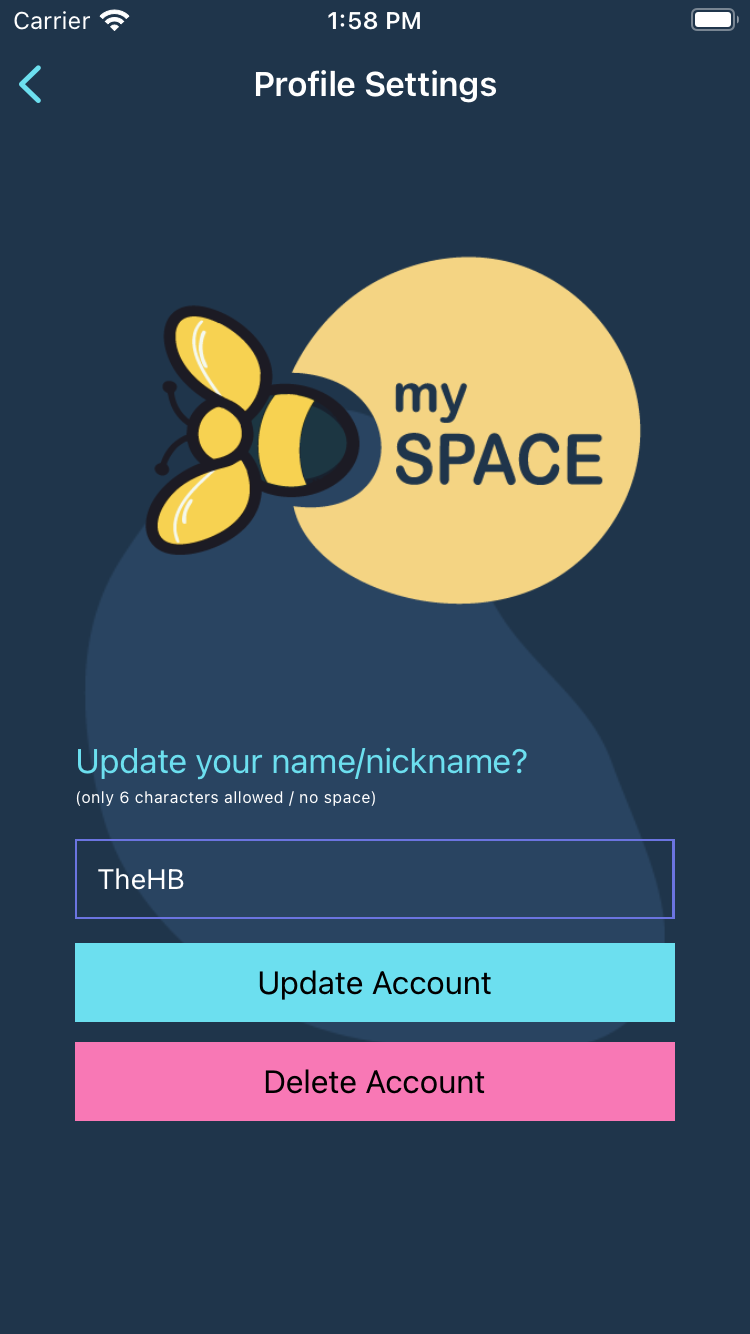 Carrier 1:58 PM
Profile Settings
my
SPACE
Update your name/nickname?
(only 6 characters allowed / no space)
TheHB
Update Account
Delete Account